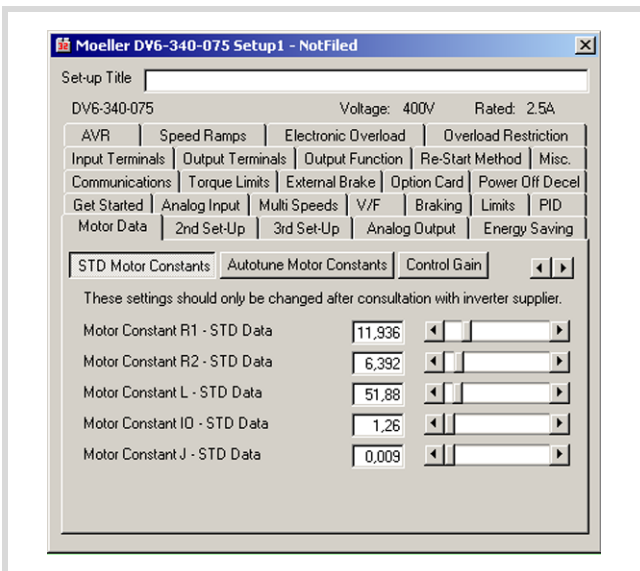 Moeller DV6-340-075 Setup1 - NotFiled
Set-up Title
DV6-340-075 Voltage: 400V Rated: 2.5A
AVR Speed Ramps Electronic Overload Overload Restriction
Input Terminals Output Terminals Output Function Re-Start Method Misc.
Communications Torque Limits External Brake Option Card Power Off Decel
Get Started Analog Input Multi Speeds V/F Braking Limits PID
Motor Data 2nd Set-Up 3rd Set-Up Analog Output Energy Saving
STD Motor Constants Autotune Motor Constants Control Gain
These settings should only be changed after consultation with inverter supplier.
Motor Constant R1 - STD Data 11,936
Motor Constant R2 - STD Data 6,392
Motor Constant L - STD Data 51,88
Motor Constant IO - STD Data 1,26
Motor Constant J - STD Data 0,009